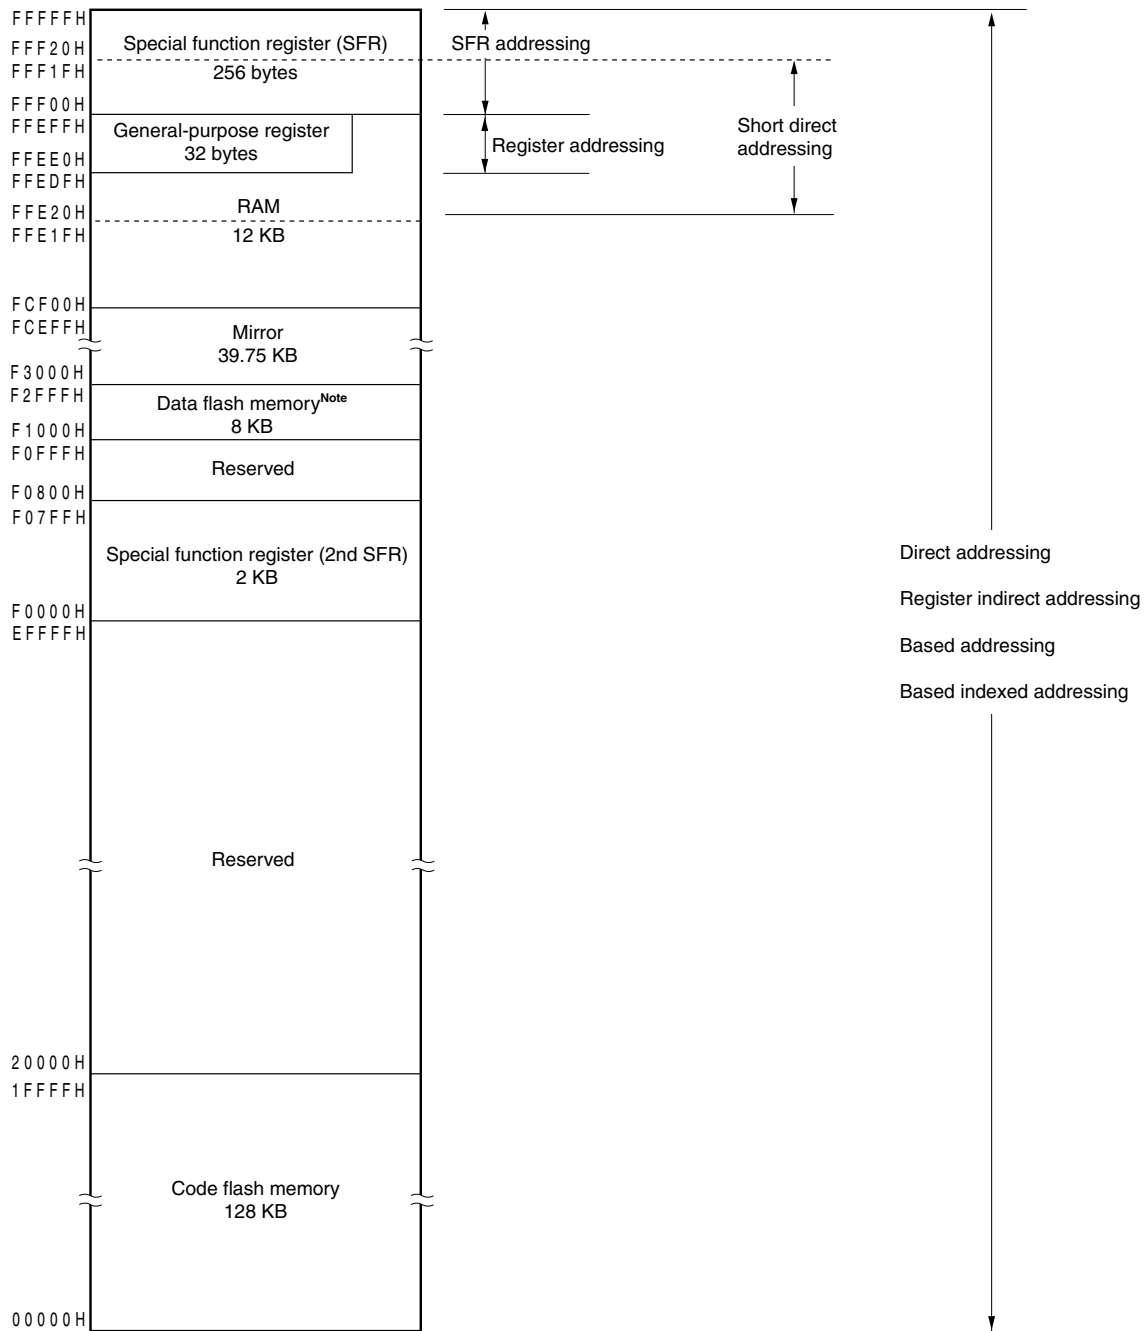 FFFFFH
FFF20H
FFF1FH
FFF00H
FFEFFH
FFEE0H
FFEDFH
FFE20H
FFE1FH
FCF00H
FCEFFH
F3000H
F2FFFH
F1000H
F0FFFH
F0800H
F07FFH
F0000H
EFFFFH
20000H
1FFFFH
00000H
Special function register (SFR)
256 bytes
General-purpose register
32 bytes
RAM
12 KB
Mirror
39.75 KB
Data flash memoryNote
8 KB
Reserved
Special function register (2nd SFR)
2 KB
Reserved
Code flash memory
128 KB
SFR addressing
Register addressing
Short direct
addressing
Direct addressing
Register indirect addressing
Based addressing
Based indexed addressing